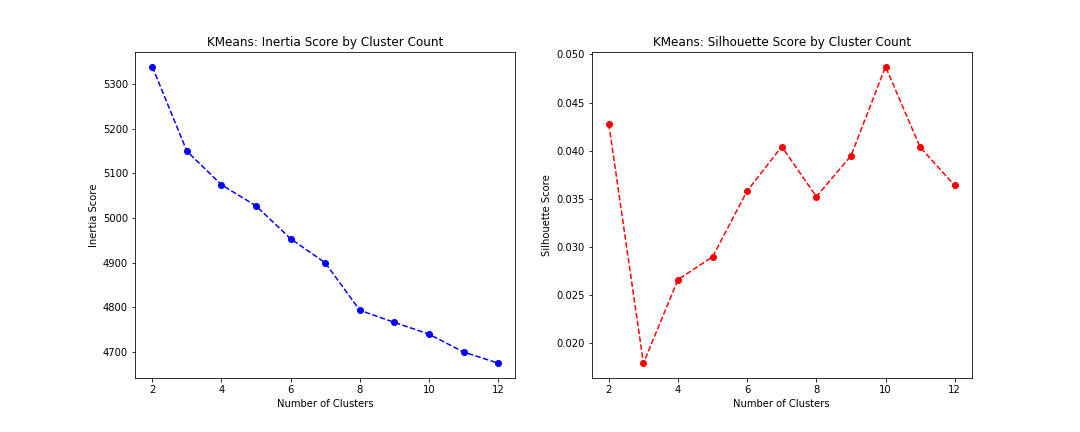 KMeans: Inertia Score by Cluster Count
5300
5200
5100
5000
4900
4800
4700
Inertia Score
2 4 6 8 10 12
Number of Clusters
KMeans: Silhouette Score by Cluster Count
0.050
0.045
0.040
0.035
0.030
0.025
0.020
Silhouette Score
2 4 6 8 10 12
Number of Clusters